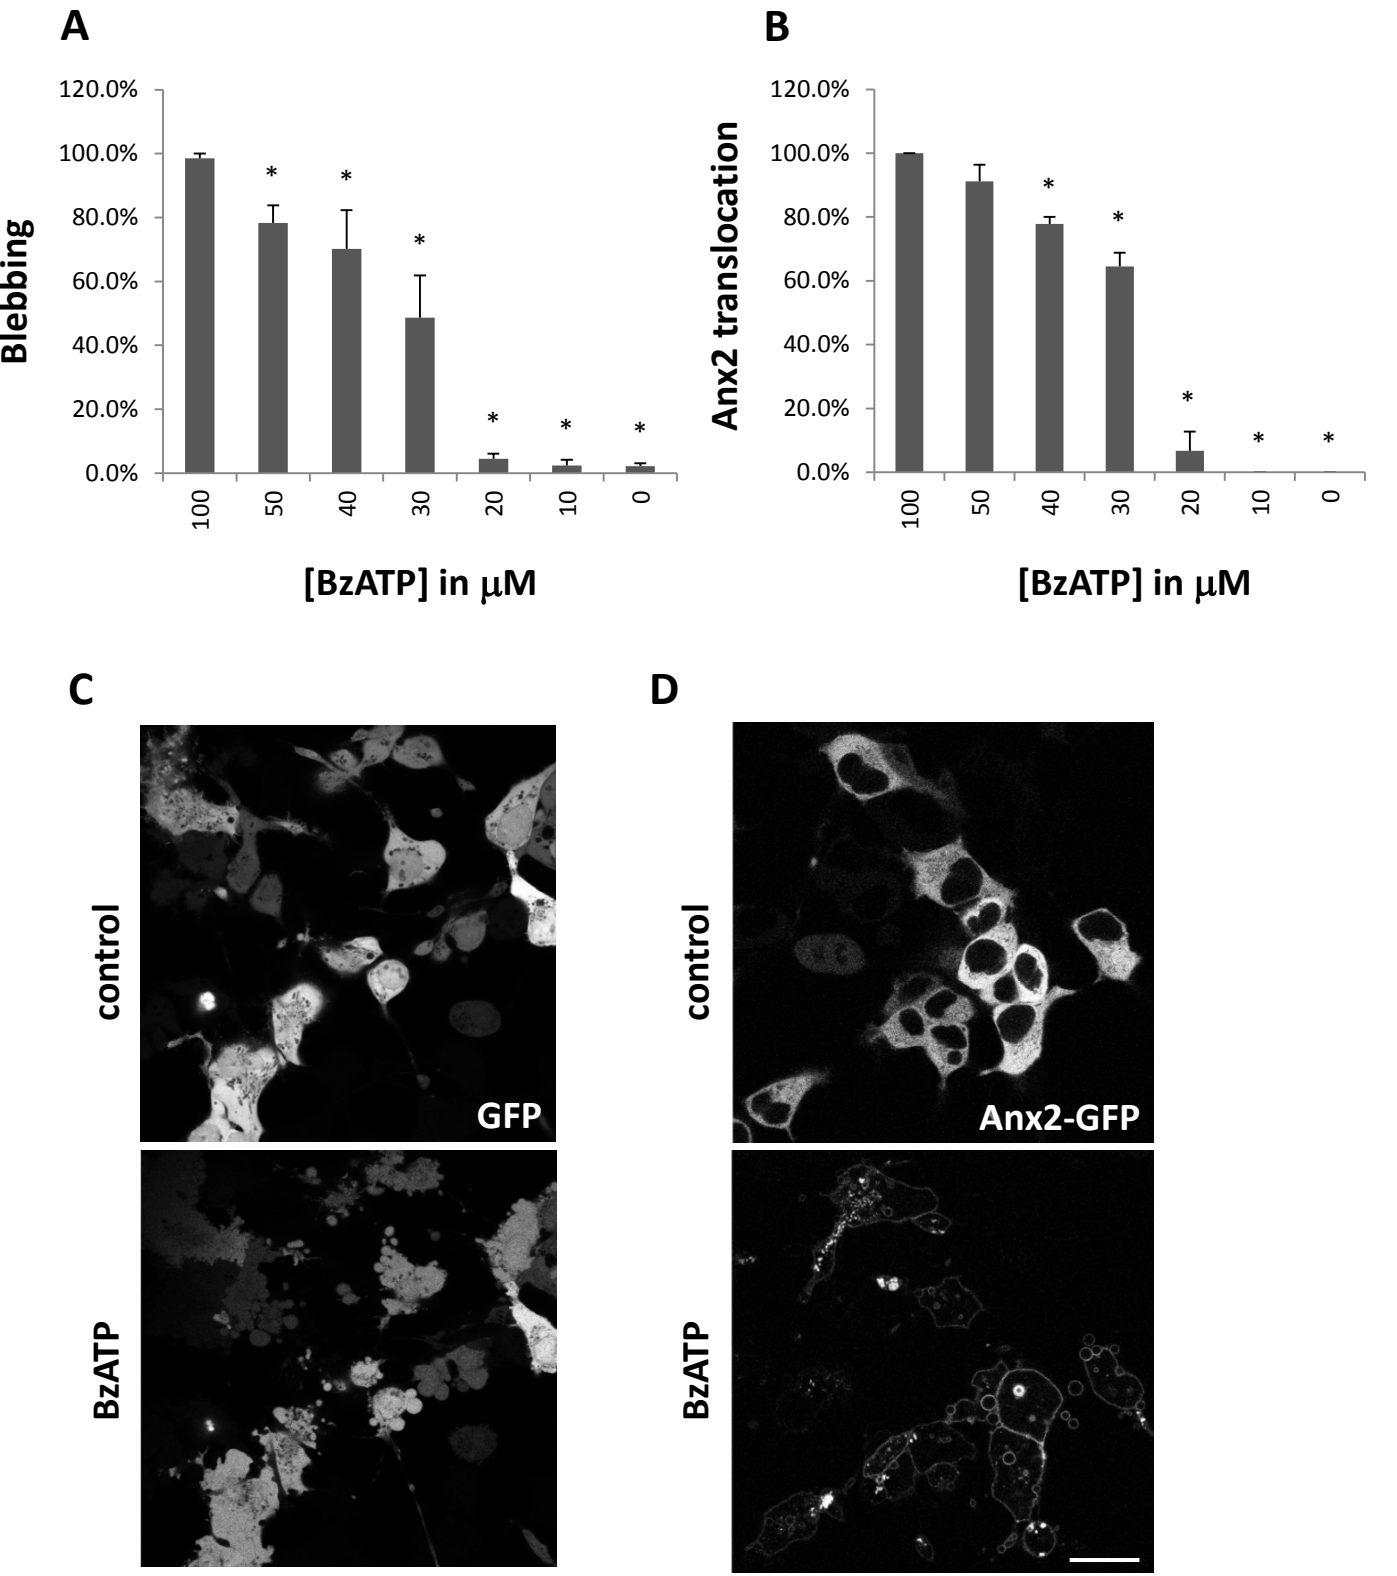 A
120.0%
100.0%
80.0%
60.0%
40.0%
20.0%
0.0%
Blebbing
* * * * * *
100 50 40 30 20 10 0
[BzATP] in μM
B
120.0%
100.0%
80.0%
60.0%
40.0%
20.0%
0.0%
Anx2 translocation
* * * * *
100 50 40 30 20 10 0
[BzATP] in μM
C
control
GFP
BzATP
D
control
Anx2-GFP
BzATP